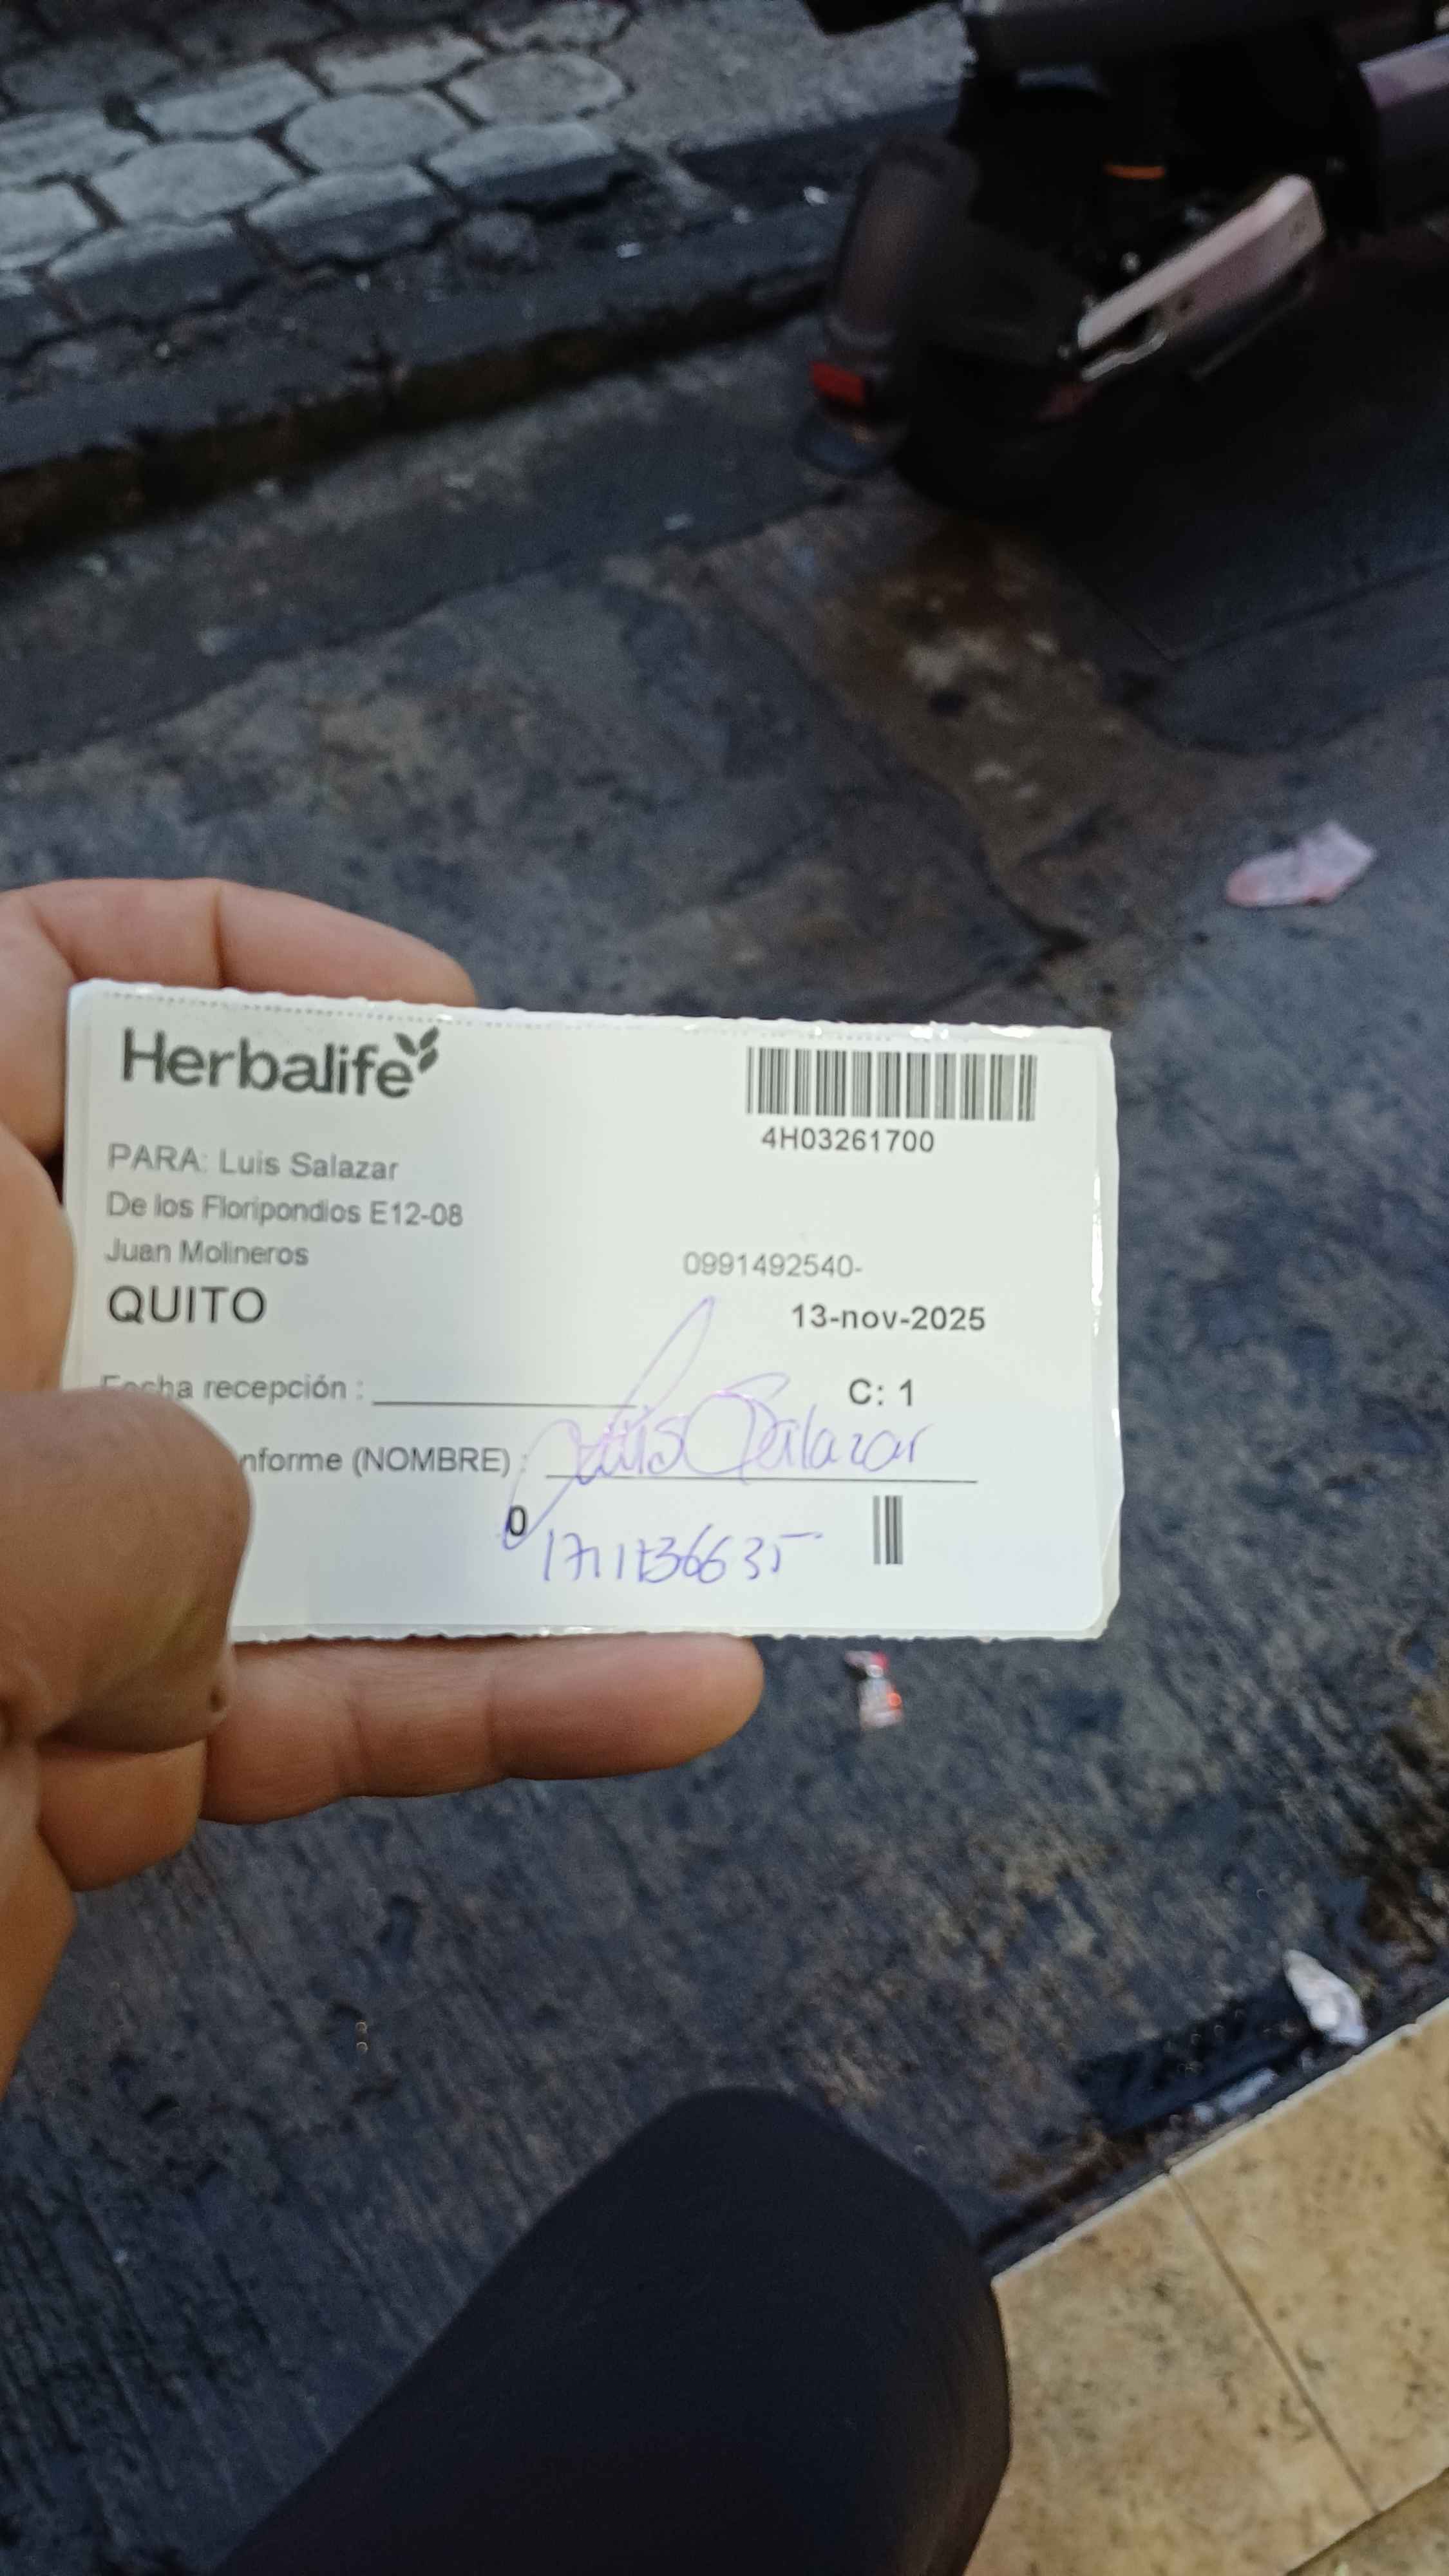 Herbalife
4H03261700
PARA: Luis Salazar
De los Floripondios E12-08
Juan Molineros
0991492540-
QUITO
13-nov-2025
Fecha recepción :
C: 1
nforme (NOMBRE) : Luis Salazar
0